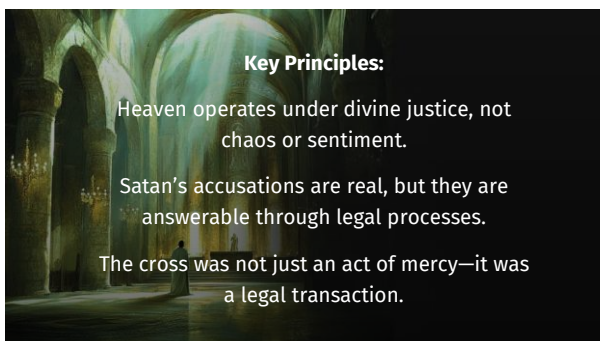 Key Principles:
Heaven operates under divine justice, not
chaos or sentiment.
Satan’s accusations are real, but they are
answerable through legal processes.
The cross was not just an act of mercy—it was
a legal transaction.